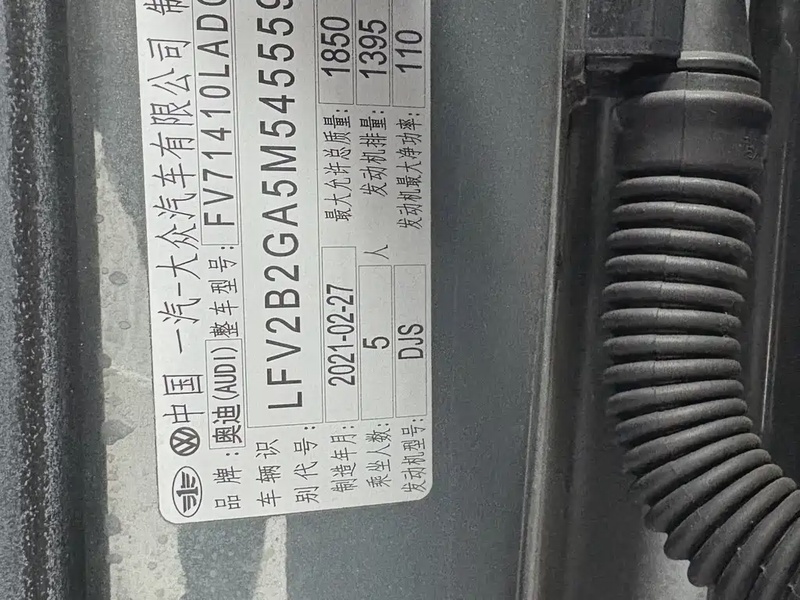 中国 一汽-大众汽车有限公司 制
品牌: 奥迪(AUDI) 整车型号: FV71410LADC
车辆识别代号: LFV2B2GA5M545559
制造年月: 2021-02-27 最大允许总质量: 1850
乘坐人数: 5 人 发动机排量: 1395
发动机型号: DJS 发动机最大净功率: 110